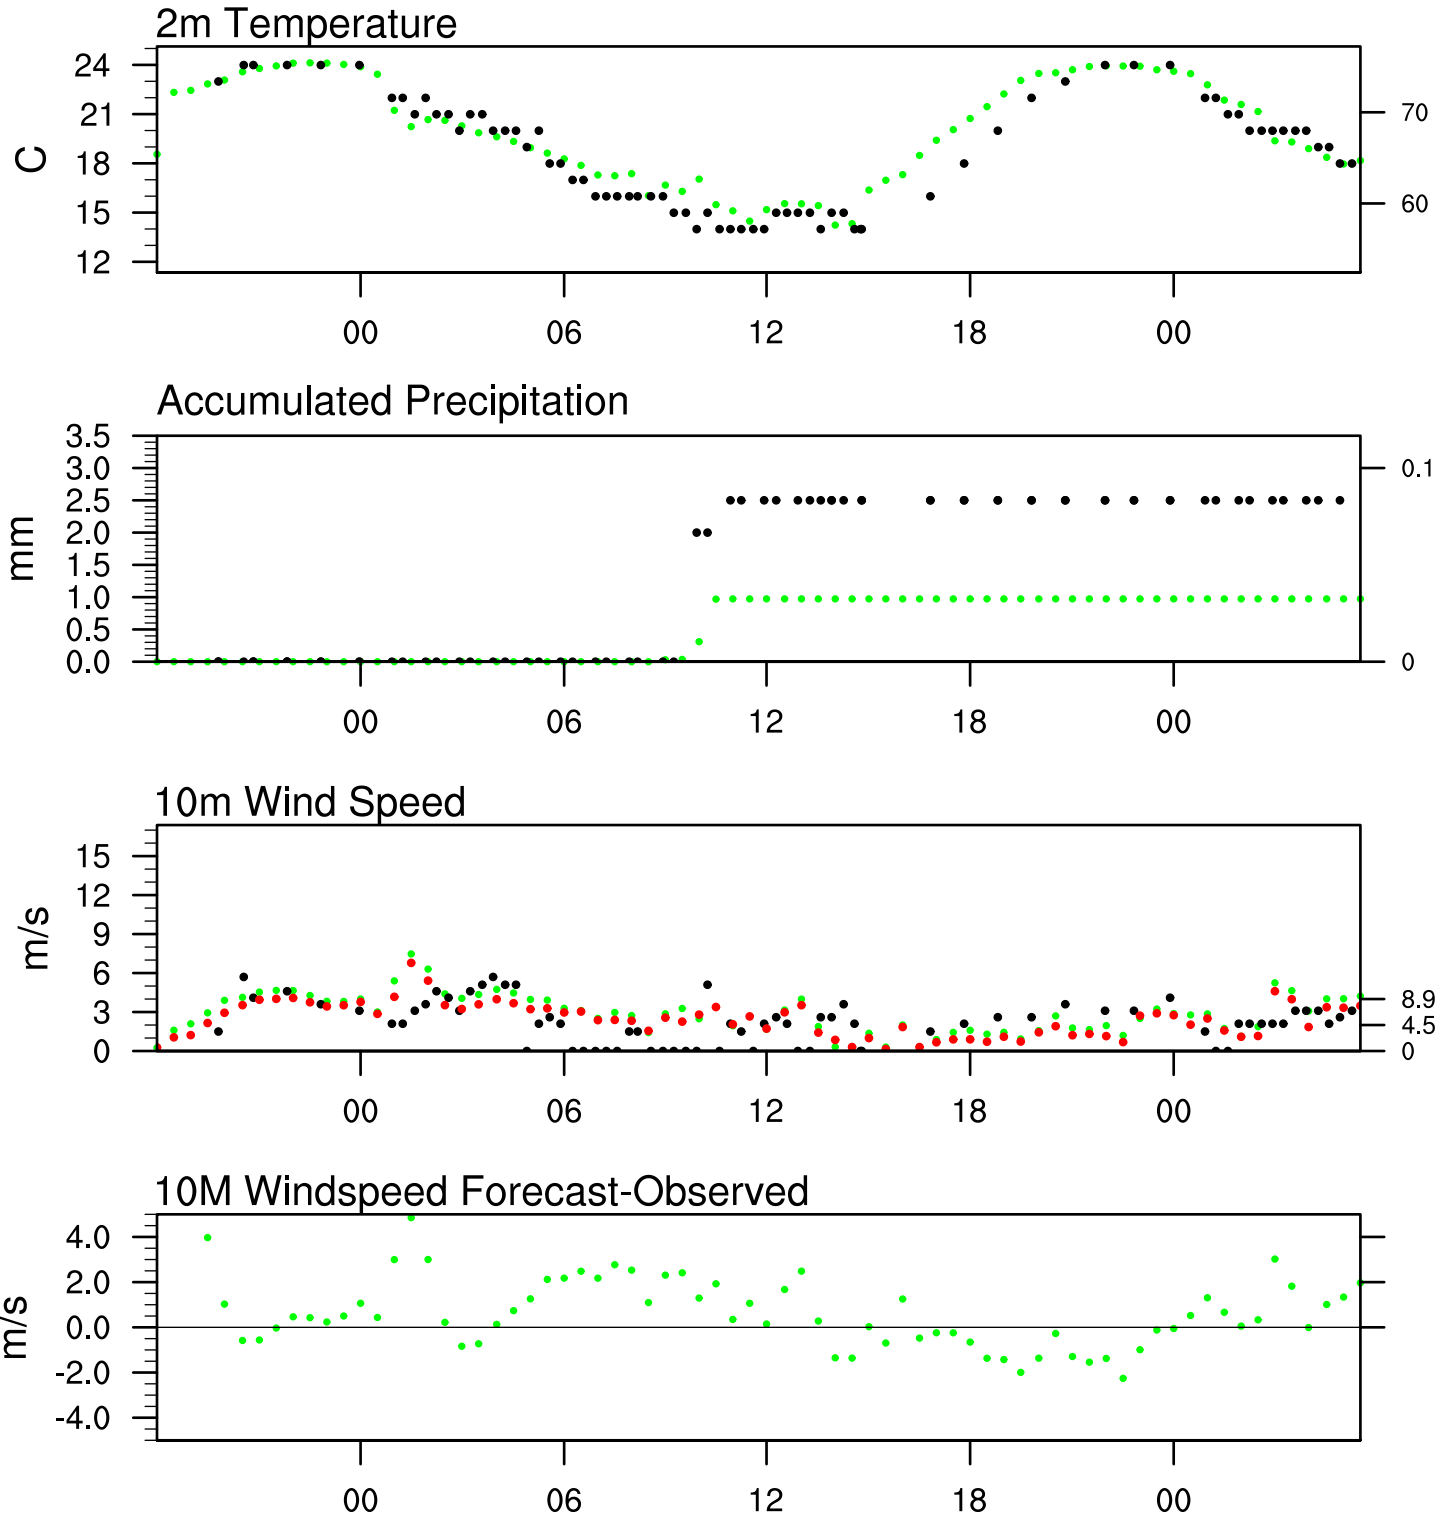 2m Temperature
24
21
18
15
12
C
70
60
00 06 12 18 00
Accumulated Precipitation
3.5
3.0
2.5
2.0
1.5
1.0
0.5
0.0
mm
0.1
0
00 06 12 18 00
10m Wind Speed
15
12
9
6
3
0
m/s
8.9
4.5
0
00 06 12 18 00
10M Windspeed Forecast-Observed
4.0
2.0
0.0
-2.0
-4.0
m/s
00 06 12 18 00